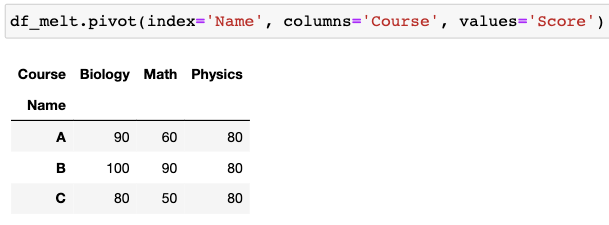 df_melt.pivot(index='Name', columns='Course', values='Score')
Course Biology Math Physics
Name
A 90 60 80
B 100 90 80
C 80 50 80